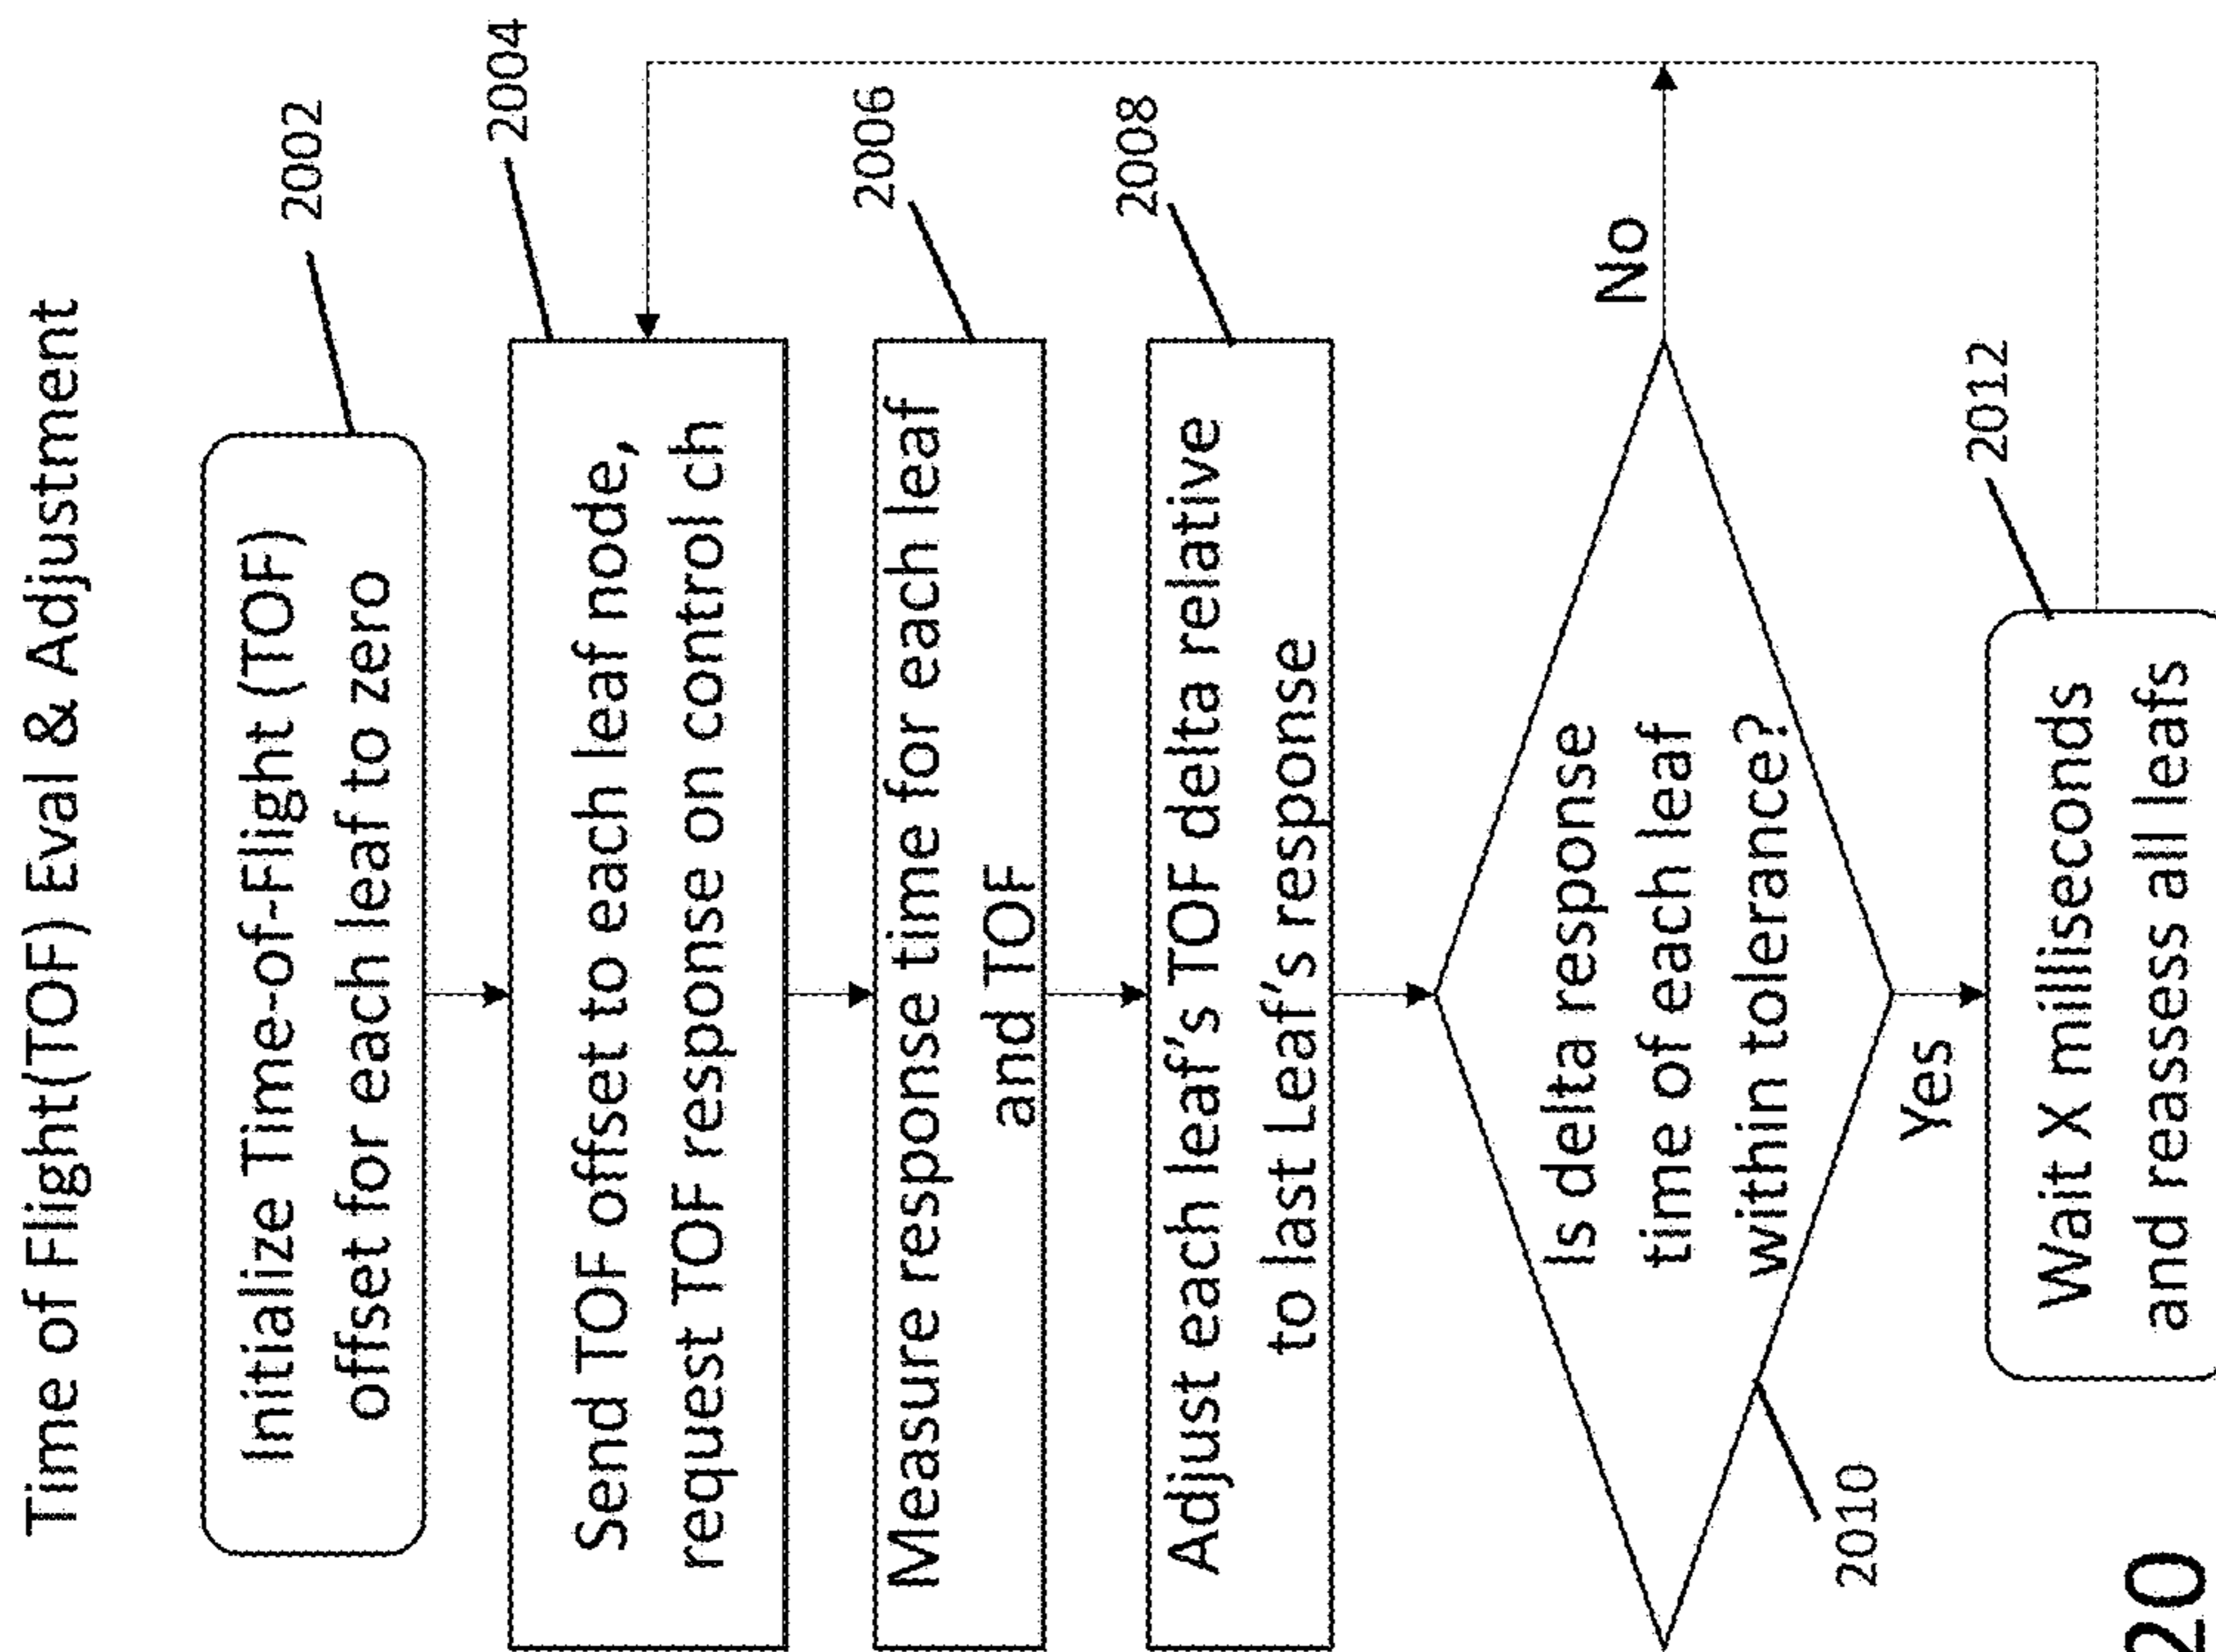 Time of Flight(TOF) Eval & Adjustment
2002
Initialize Time-of-Flight (TOF)
offset for each leaf to zero
2004
Send TOF offset to each leaf node,
request TOF response on control ch
2006
Measure response time for each leaf
and TOF
2008
Adjust each leaf's TOF delta relative
to last Leaf's response
Is delta response
time of each leaf
within tolerance?
No
2010
Yes
2012
Wait X milliseconds
and reassess all leafs
20